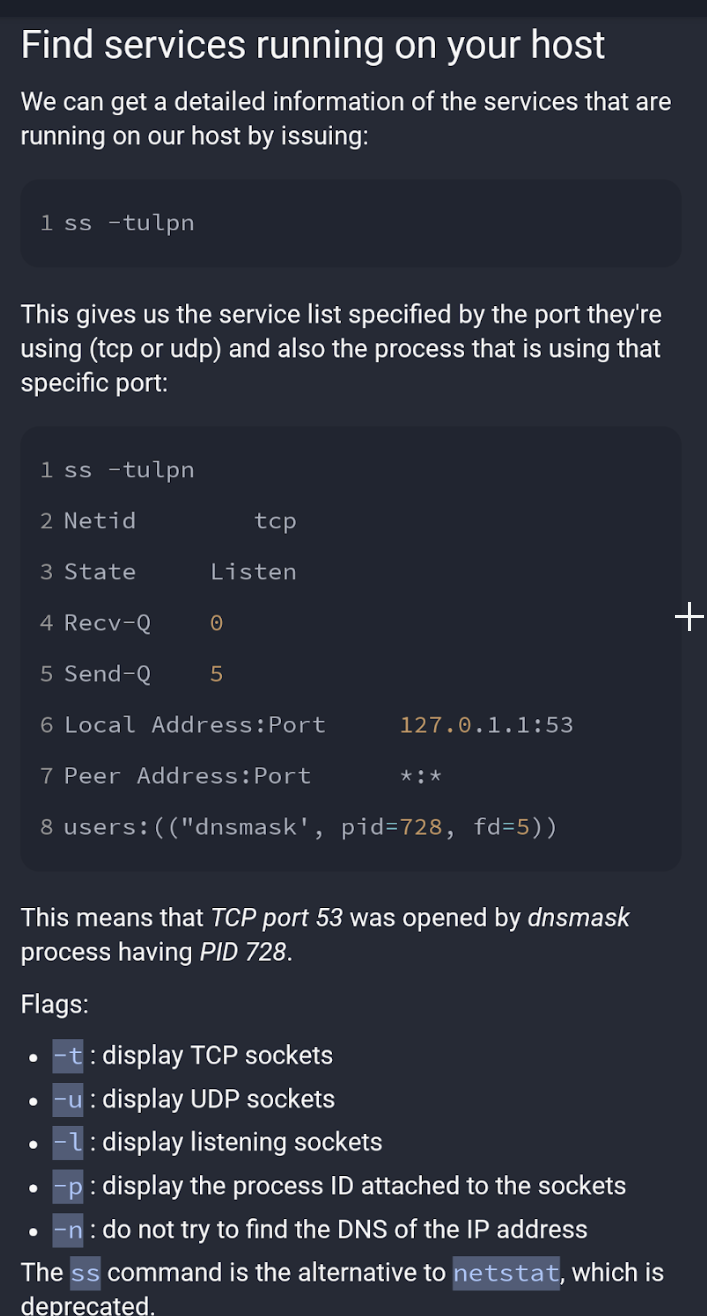 Find services running on your host
We can get a detailed information of the services that are
running on our host by issuing:
1 ss -tulpn
This gives us the service list specified by the port they're
using (tcp or udp) and also the process that is using that
specific port:
1 ss -tulpn
2 Netid        tcp
3 State     Listen
4 Recv-Q    0
5 Send-Q    5
6 Local Address:Port     127.0.1.1:53
7 Peer Address:Port      *:*
8 users:(("dnsmask', pid=728, fd=5))
This means that TCP port 53 was opened by dnsmask
process having PID 728.
Flags:
• -t : display TCP sockets
• -u : display UDP sockets
• -l : display listening sockets
• -p : display the process ID attached to the sockets
• -n : do not try to find the DNS of the IP address
The ss command is the alternative to netstat, which is
deprecated.